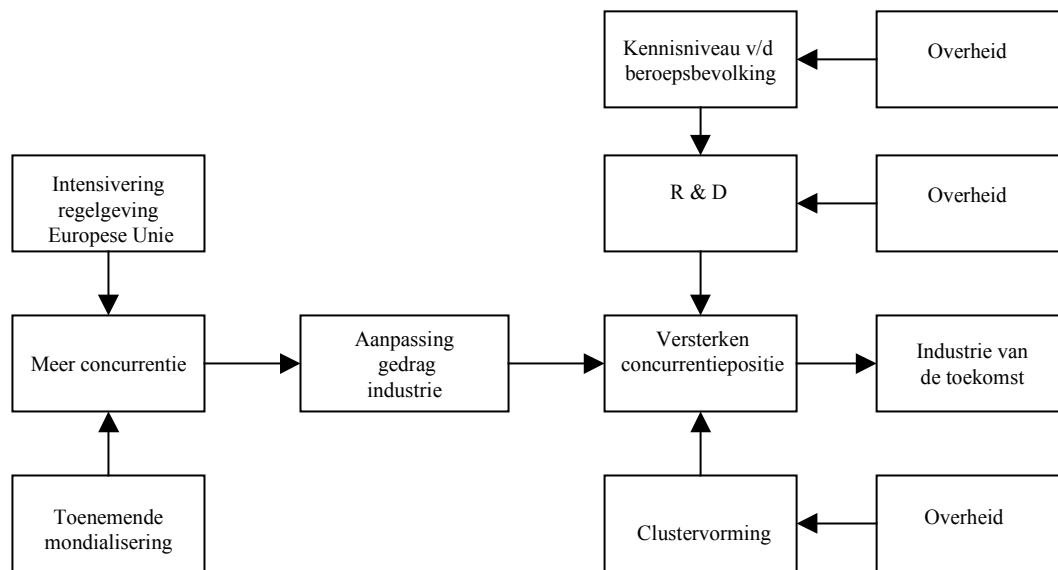 Kennisniveau v/d
beroepsbevolking
Overheid
Intensivering
regelgeving
Europese Unie
R & D
Overheid
Meer concurrentie
Aanpassing
gedrag
industrie
Versterken
concurrentiepositie
Industrie van
de toekomst
Toenemende
mondialisering
Clustervorming
Overheid